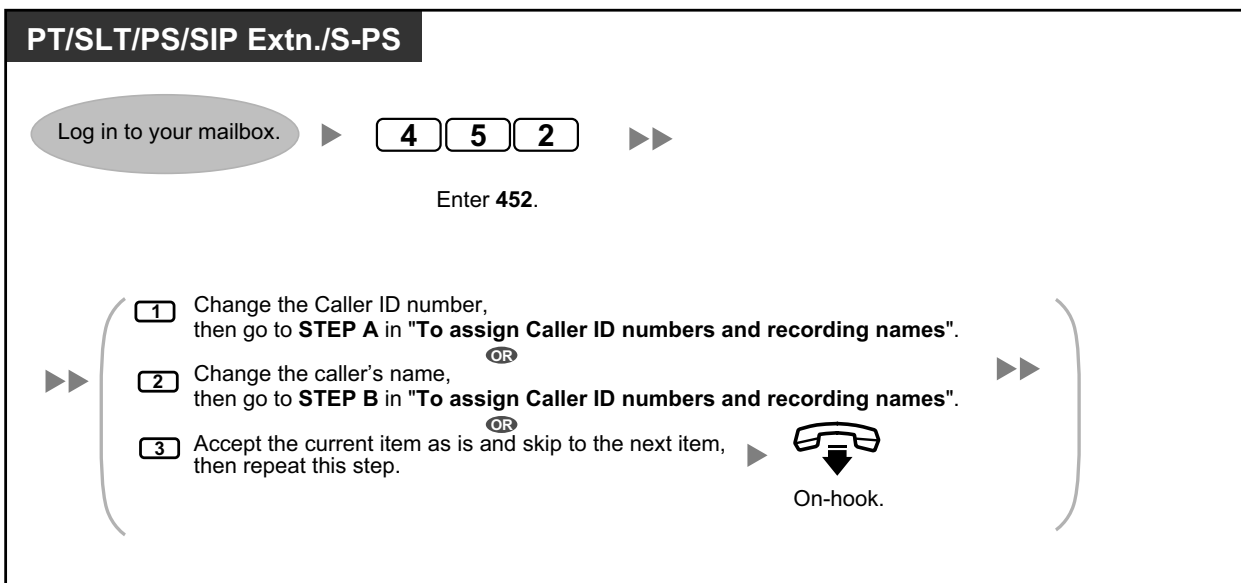 PT/SLT/PS/SIP Extn./S-PS
Log in to your mailbox.
4 5 2
Enter 452.
1 Change the Caller ID number,
then go to STEP A in "To assign Caller ID numbers and recording names".
OR
2 Change the caller's name,
then go to STEP B in "To assign Caller ID numbers and recording names".
OR
3 Accept the current item as is and skip to the next item,
then repeat this step.
On-hook.